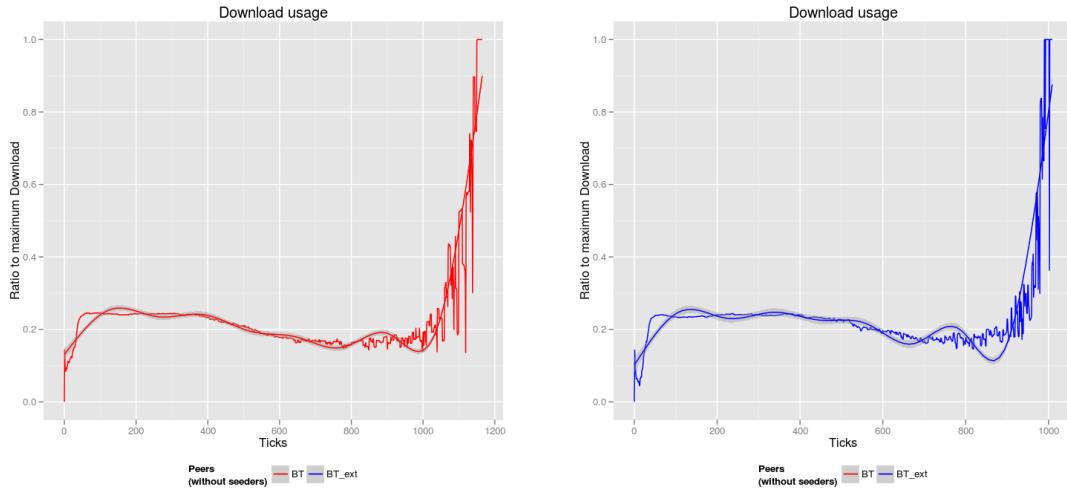 Download usage
Ratio to maximum Download
1.0
0.8
0.6
0.4
0.2
0.0
0 200 400 600 800 1000 1200
Ticks
Peers
(without seeders)
BT BT_ext
Download usage
Ratio to maximum Download
1.0
0.8
0.6
0.4
0.2
0.0
0 200 400 600 800 1000
Ticks
Peers
(without seeders)
BT BT_ext